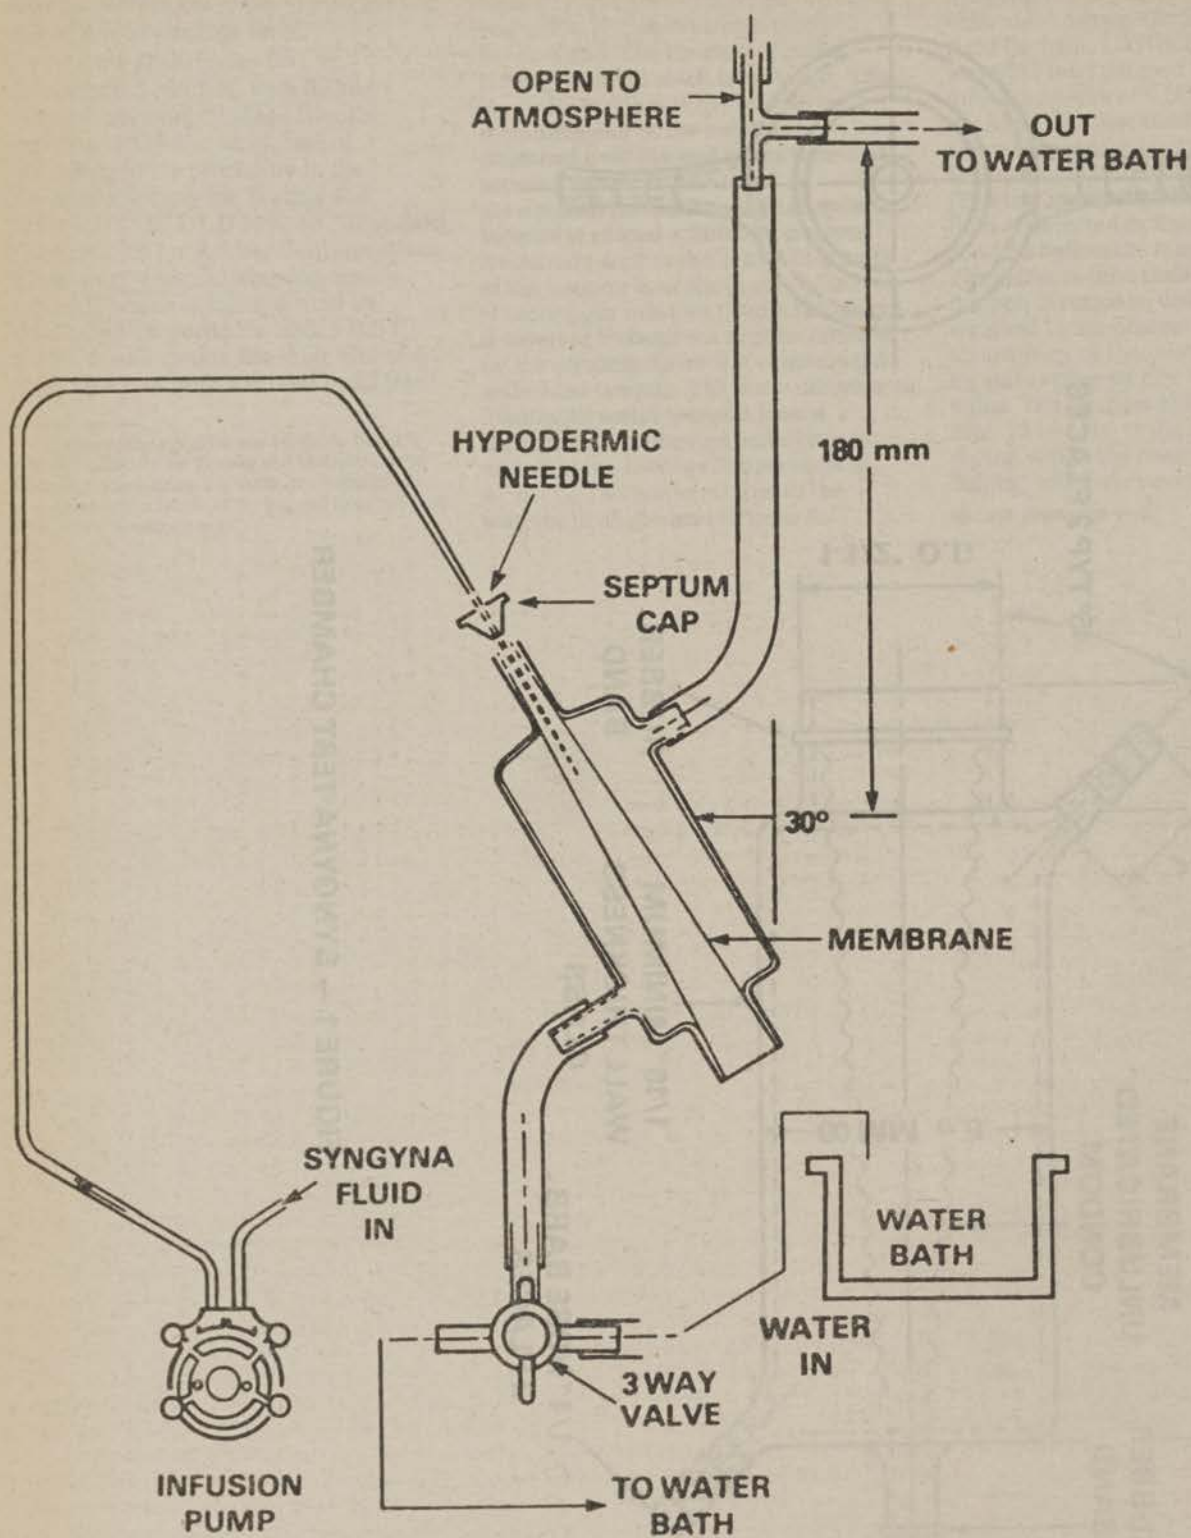 OPEN TO
ATMOSPHERE
OUT
TO WATER BATH
180 mm
HYPODERMIC
NEEDLE
SEPTUM
CAP
30°
MEMBRANE
SYNGYNA
FLUID
IN
WATER
BATH
WATER
IN
3 WAY
VALVE
INFUSION
PUMP
TO WATER
BATH